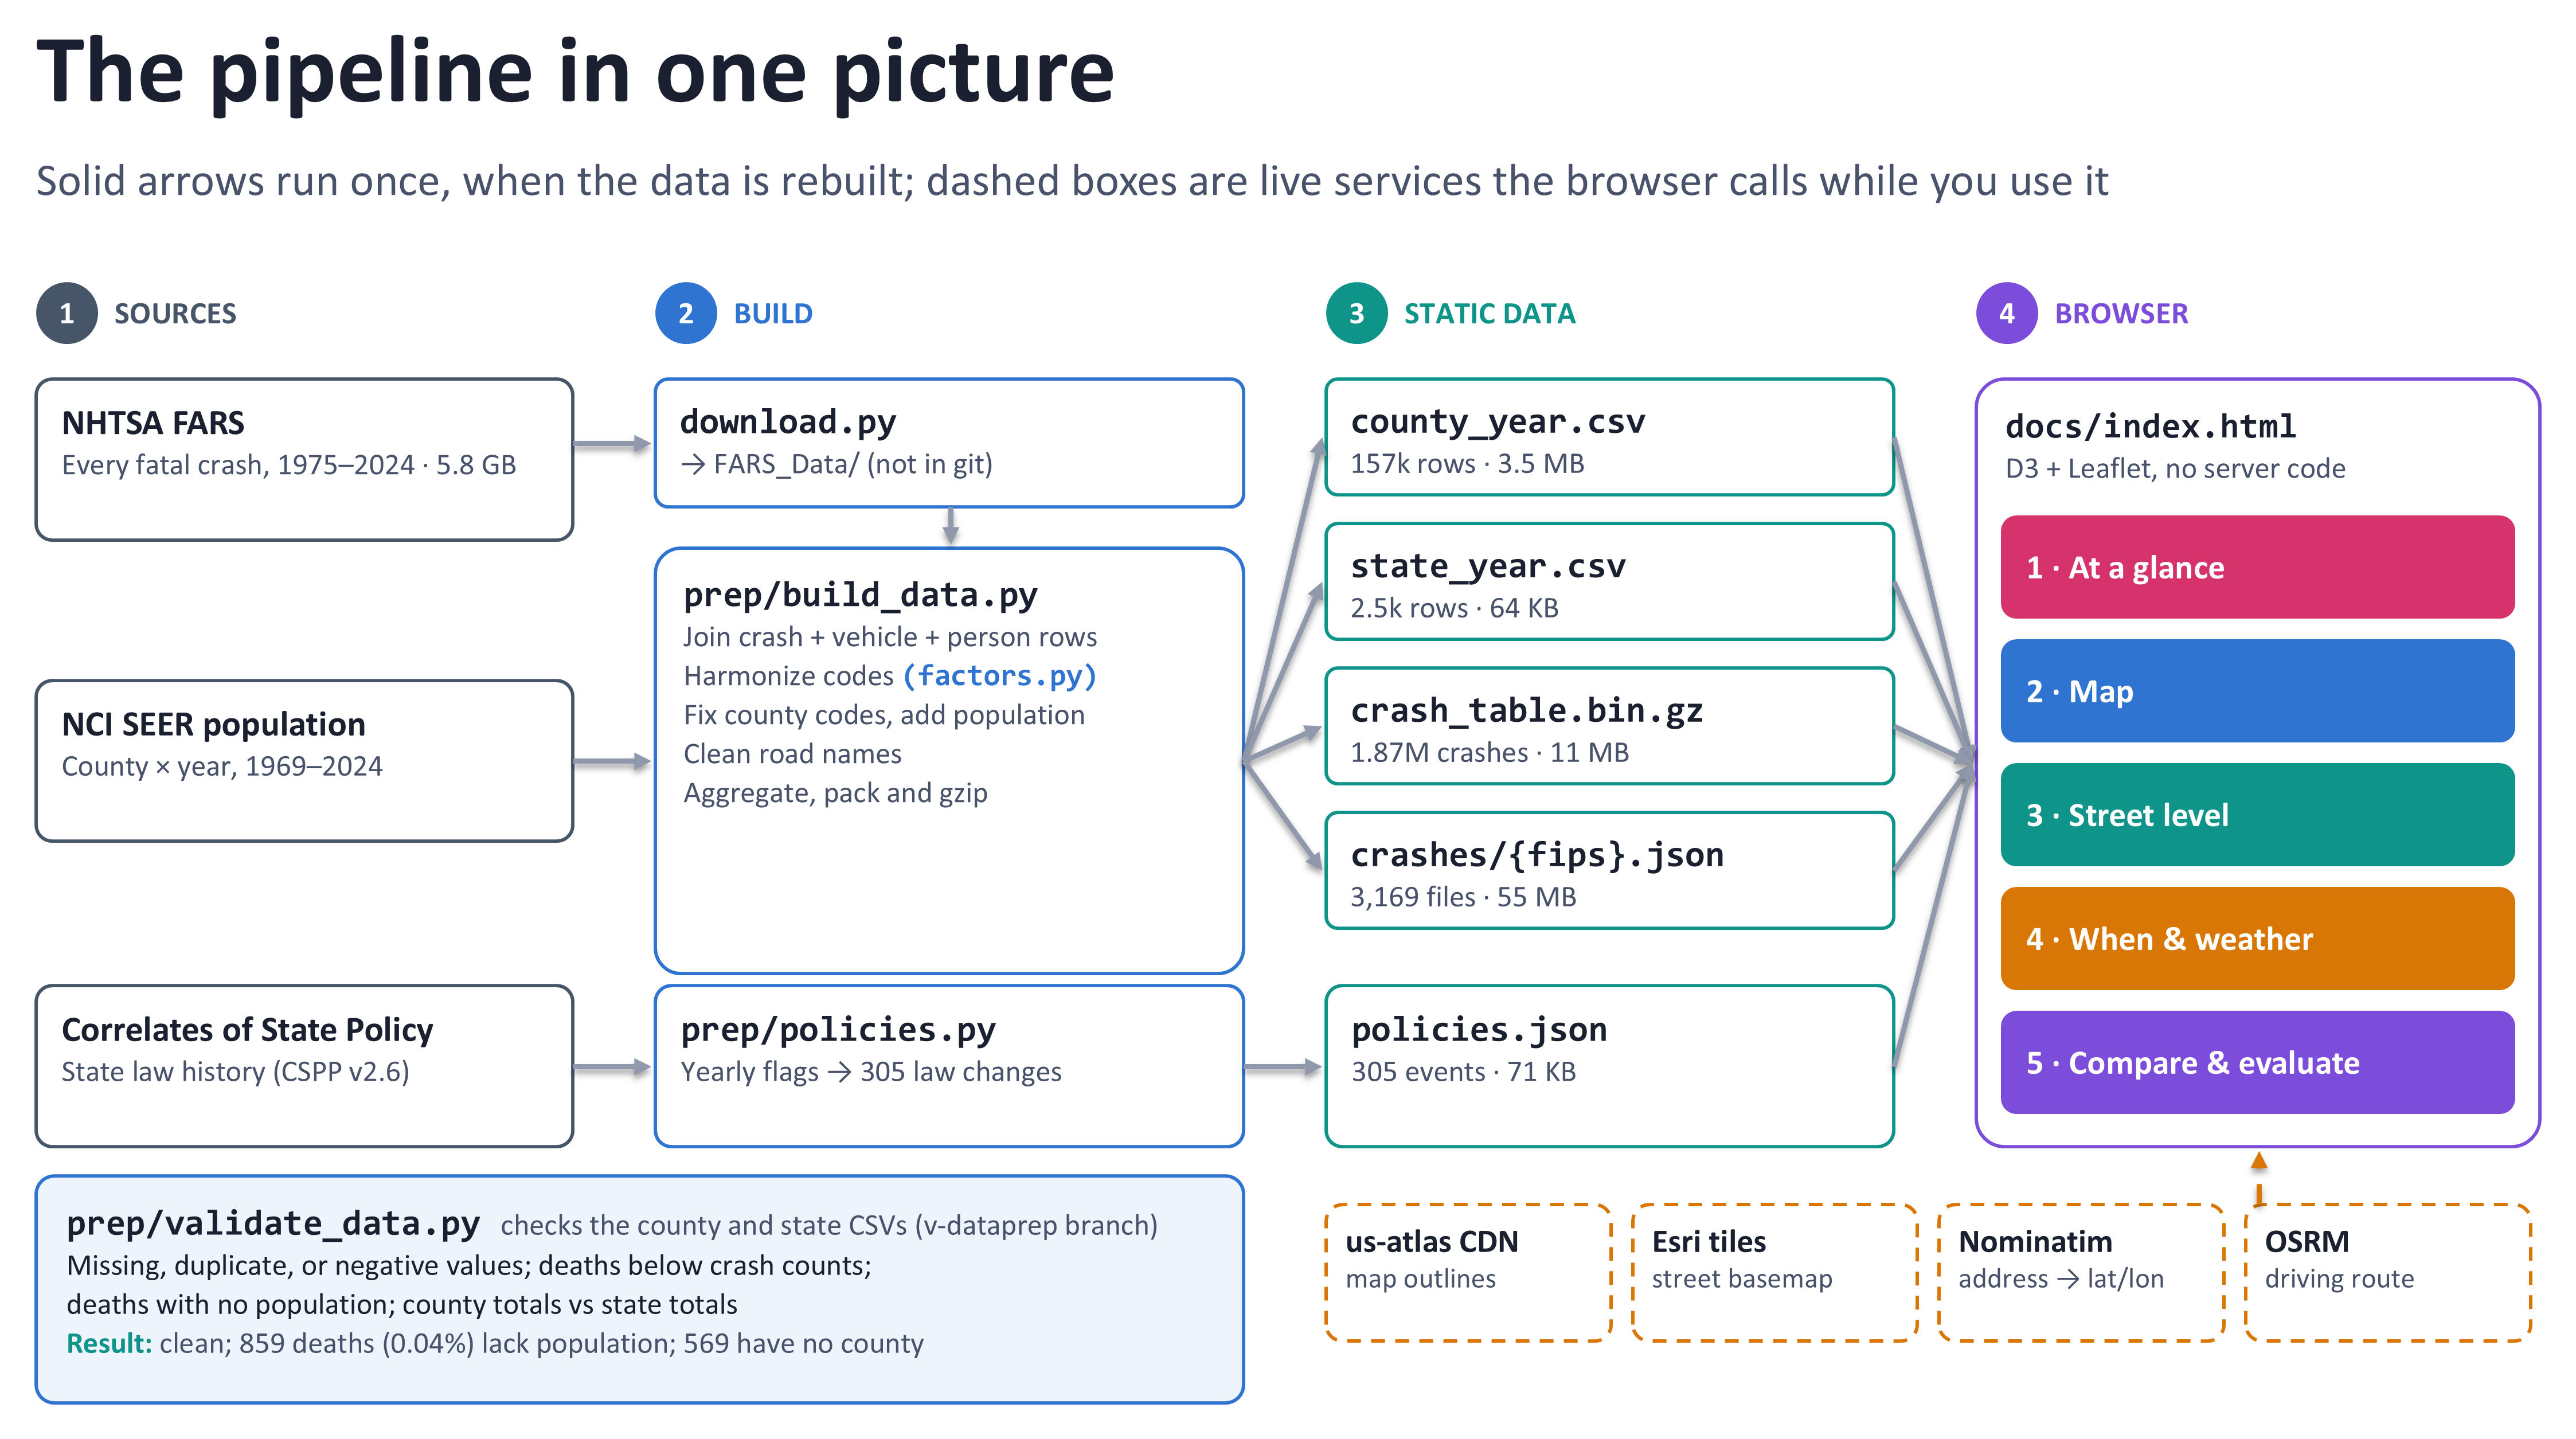 The pipeline in one picture
Solid arrows run once, when the data is rebuilt; dashed boxes are live services the browser calls while you use it
1 SOURCES
NHTSA FARS
Every fatal crash, 1975–2024 · 5.8 GB
NCI SEER population
County × year, 1969–2024
Correlates of State Policy
State law history (CSPP v2.6)
2 BUILD
download.py
→ FARS_Data/ (not in git)
prep/build_data.py
Join crash + vehicle + person rows
Harmonize codes (factors.py)
Fix county codes, add population
Clean road names
Aggregate, pack and gzip
prep/policies.py
Yearly flags → 305 law changes
3 STATIC DATA
county_year.csv
157k rows · 3.5 MB
state_year.csv
2.5k rows · 64 KB
crash_table.bin.gz
1.87M crashes · 11 MB
crashes/{fips}.json
3,169 files · 55 MB
policies.json
305 events · 71 KB
4 BROWSER
docs/index.html
D3 + Leaflet, no server code
1 · At a glance
2 · Map
3 · Street level
4 · When & weather
5 · Compare & evaluate
prep/validate_data.py checks the county and state CSVs (v-dataprep branch)
Missing, duplicate, or negative values; deaths below crash counts;
deaths with no population; county totals vs state totals
Result: clean; 859 deaths (0.04%) lack population; 569 have no county
us-atlas CDN
map outlines
Esri tiles
street basemap
Nominatim
address → lat/lon
OSRM
driving route